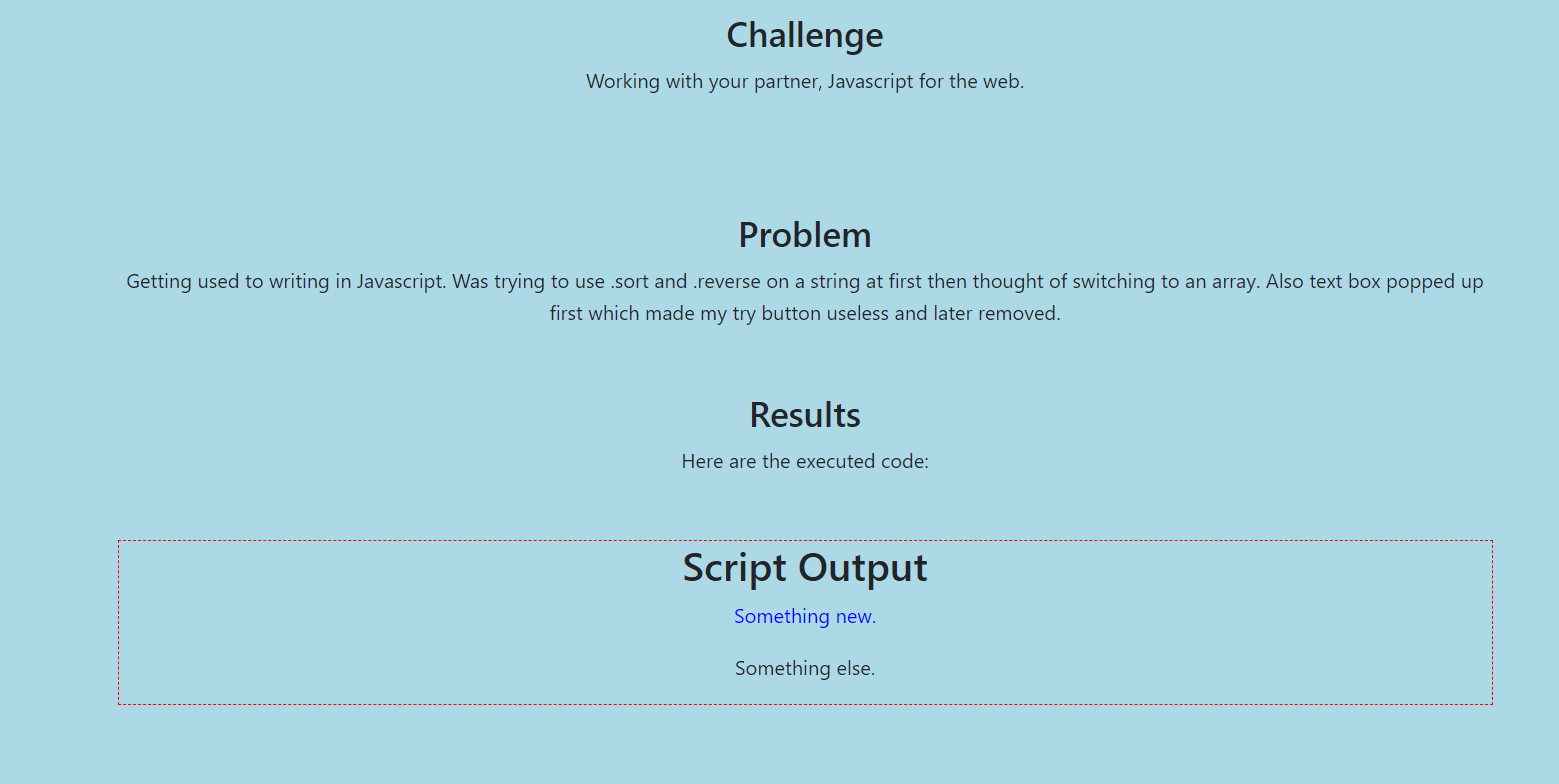 Challenge
Working with your partner, Javascript for the web.
Problem
Getting used to writing in Javascript. Was trying to use .sort and .reverse on a string at first then thought of switching to an array. Also text box popped up
first which made my try button useless and later removed.
Results
Here are the executed code:
Script Output
Something new.
Something else.